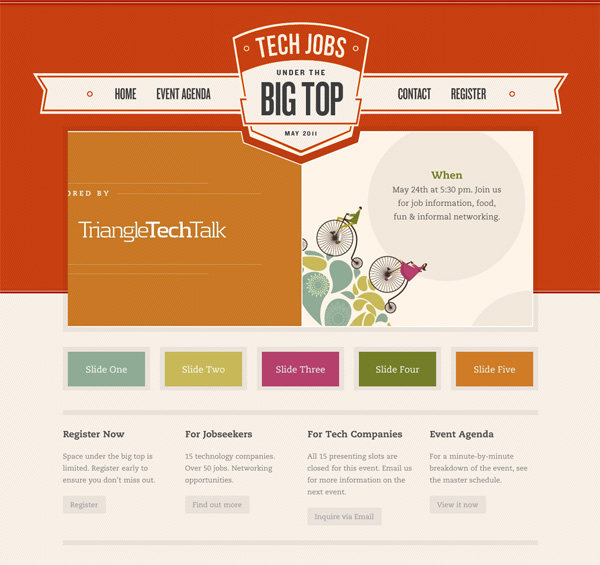 TECH JOBS
UNDER THE
BIG TOP
MAY 2011
HOME EVENT AGENDA
CONTACT REGISTER
ORED BY
TriangleTechTalk
When
May 24th at 5:30 pm. Join us
for job information, food,
fun & informal networking.
Slide One
Slide Two
Slide Three
Slide Four
Slide Five
Register Now
Space under the big top is
limited. Register early to
ensure you don't miss out.
Register
For Jobseekers
15 technology companies.
Over 50 jobs. Networking
opportunities.
Find out more
For Tech Companies
All 15 presenting slots are
closed for this event. Email us
for more information on the
next event.
Inquire via Email
Event Agenda
For a minute-by-minute
breakdown of the event, see
the master schedule.
View it now